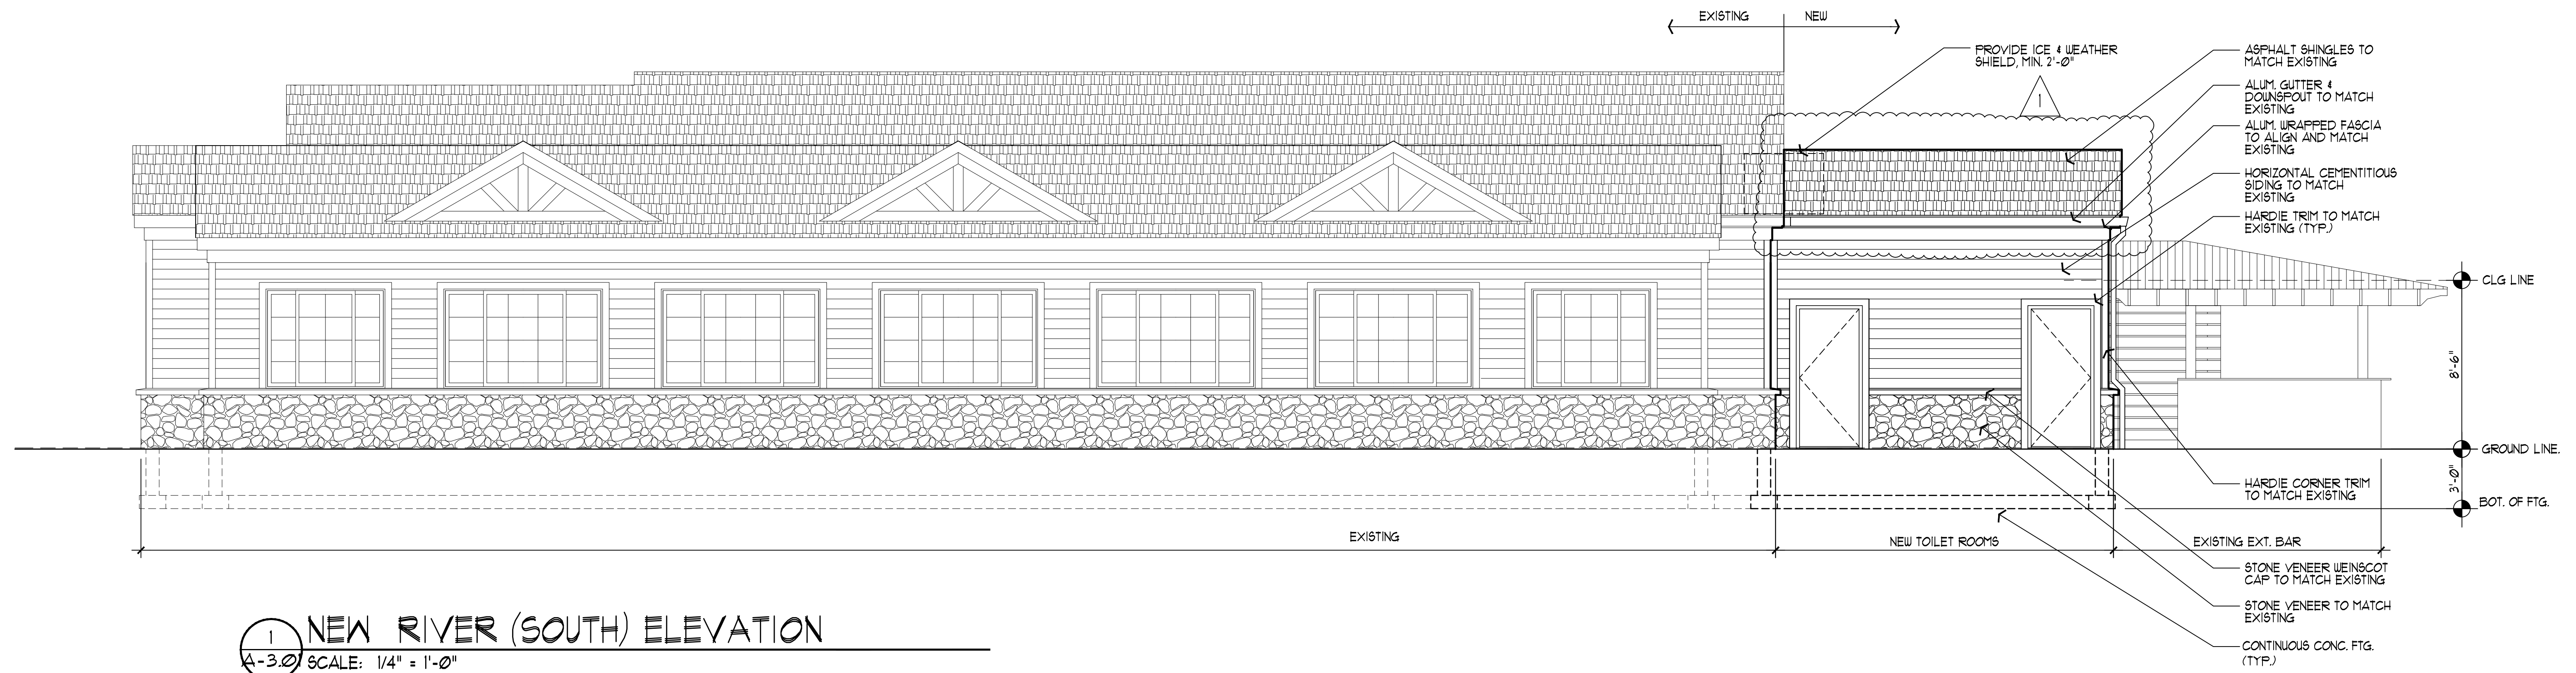 EXISTING
NEW
PROVIDE ICE & WEATHER
SHIELD, MIN. 2'-0"
1
ASPHALT SHINGLES TO
MATCH EXISTING
ALUM. GUTTER &
DOWNSPOUT TO MATCH
EXISTING
ALUM. WRAPPED FASCIA
TO ALIGN AND MATCH
EXISTING
HORIZONTAL CEMENTITIOUS
SIDING TO MATCH
EXISTING
HARDIE TRIM TO MATCH
EXISTING (TYP.)
CLG LINE
8'-6"
GROUND LINE.
3'-0"
BOT. OF FTG.
HARDIE CORNER TRIM
TO MATCH EXISTING
EXISTING
NEW TOILET ROOMS
EXISTING EXT. BAR
STONE VENEER WEINSCOT
CAP TO MATCH EXISTING
STONE VENEER TO MATCH
EXISTING
CONTINUOUS CONC. FTG.
(TYP.)
1
A-3.01
NEW RIVER (SOUTH) ELEVATION
SCALE: 1/4" = 1'-0"